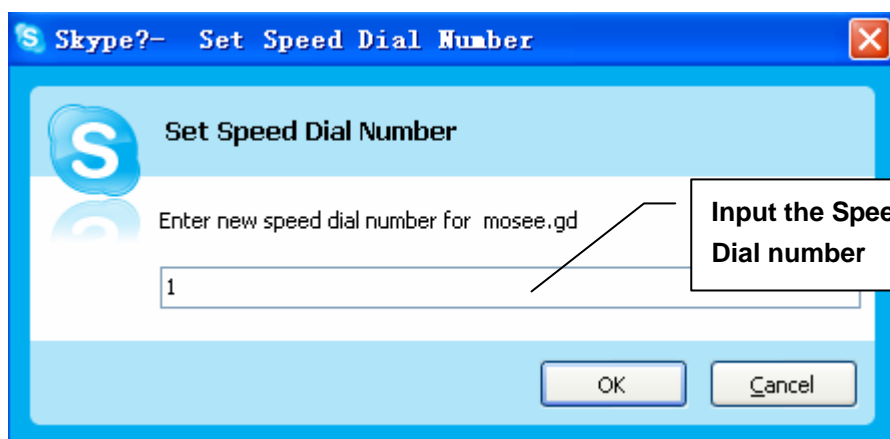 Skype?- Set Speed Dial Number
Set Speed Dial Number
Enter new speed dial number for mosee.gd
Input the Spee
Dial number
1
OK
Cancel